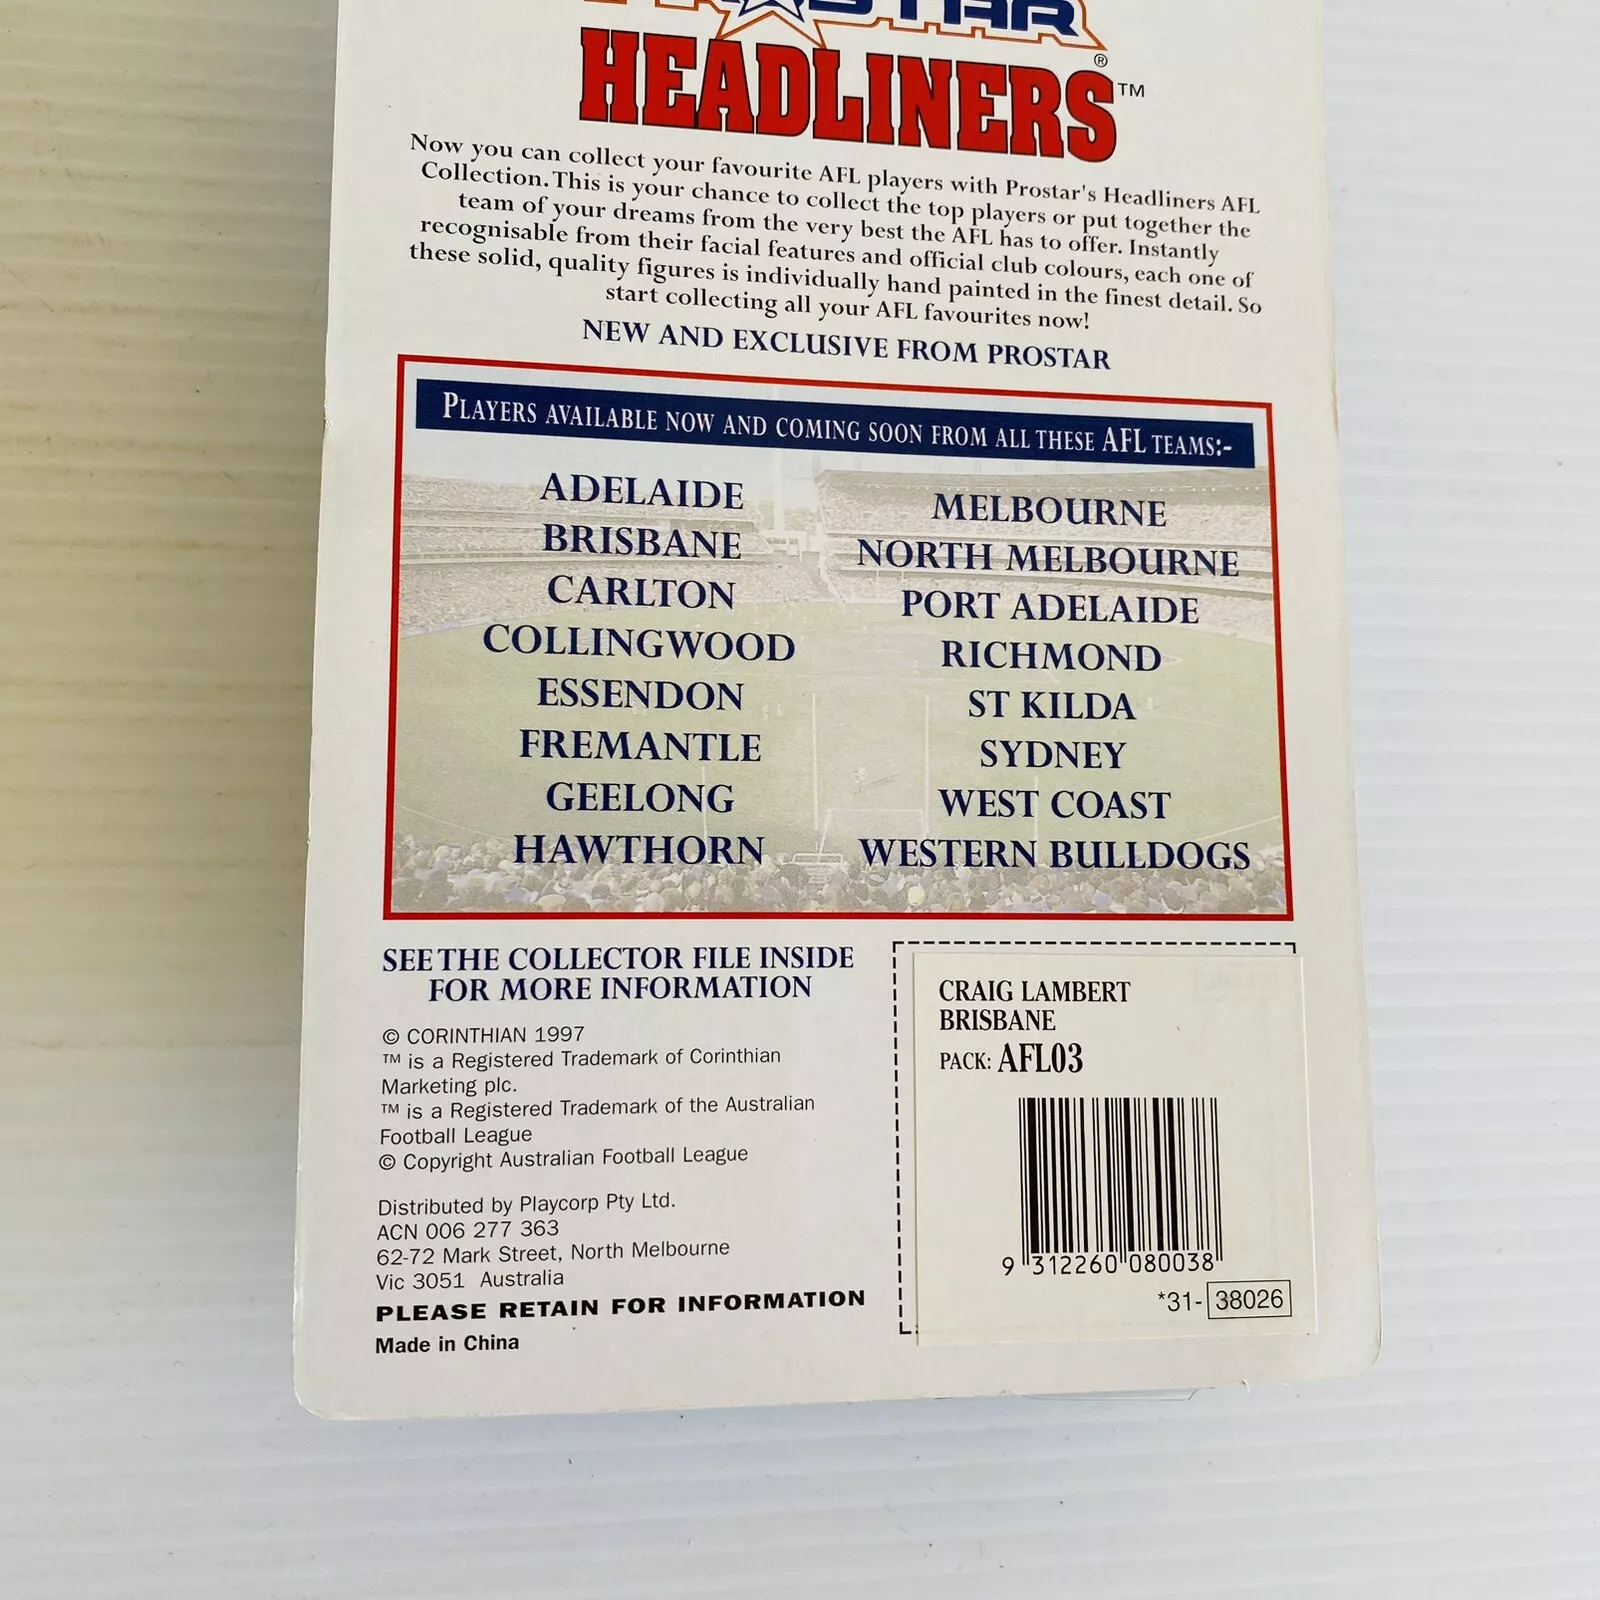 PROSTAR
®
HEADLINERS™
Now you can collect your favourite AFL players with Prostar's Headliners AFL
Collection. This is your chance to collect the top players or put together the
team of your dreams from the very best the AFL has to offer. Instantly
recognisable from their facial features and official club colours, each one of
these solid, quality figures is individually hand painted in the finest detail. So
start collecting all your AFL favourites now!
NEW AND EXCLUSIVE FROM PROSTAR
PLAYERS AVAILABLE NOW AND COMING SOON FROM ALL THESE AFL TEAMS:-
ADELAIDE
BRISBANE
CARLTON
COLLINGWOOD
ESSENDON
FREMANTLE
GEELONG
HAWTHORN
MELBOURNE
NORTH MELBOURNE
PORT ADELAIDE
RICHMOND
ST KILDA
SYDNEY
WEST COAST
WESTERN BULLDOGS
SEE THE COLLECTOR FILE INSIDE
FOR MORE INFORMATION
© CORINTHIAN 1997
™ is a Registered Trademark of Corinthian
Marketing plc.
™ is a Registered Trademark of the Australian
Football League
© Copyright Australian Football League
Distributed by Playcorp Pty Ltd.
ACN 006 277 363
62-72 Mark Street, North Melbourne
Vic 3051 Australia
PLEASE RETAIN FOR INFORMATION
Made in China
CRAIG LAMBERT
BRISBANE
PACK: AFL03
9 312260 080038
*31- 38026